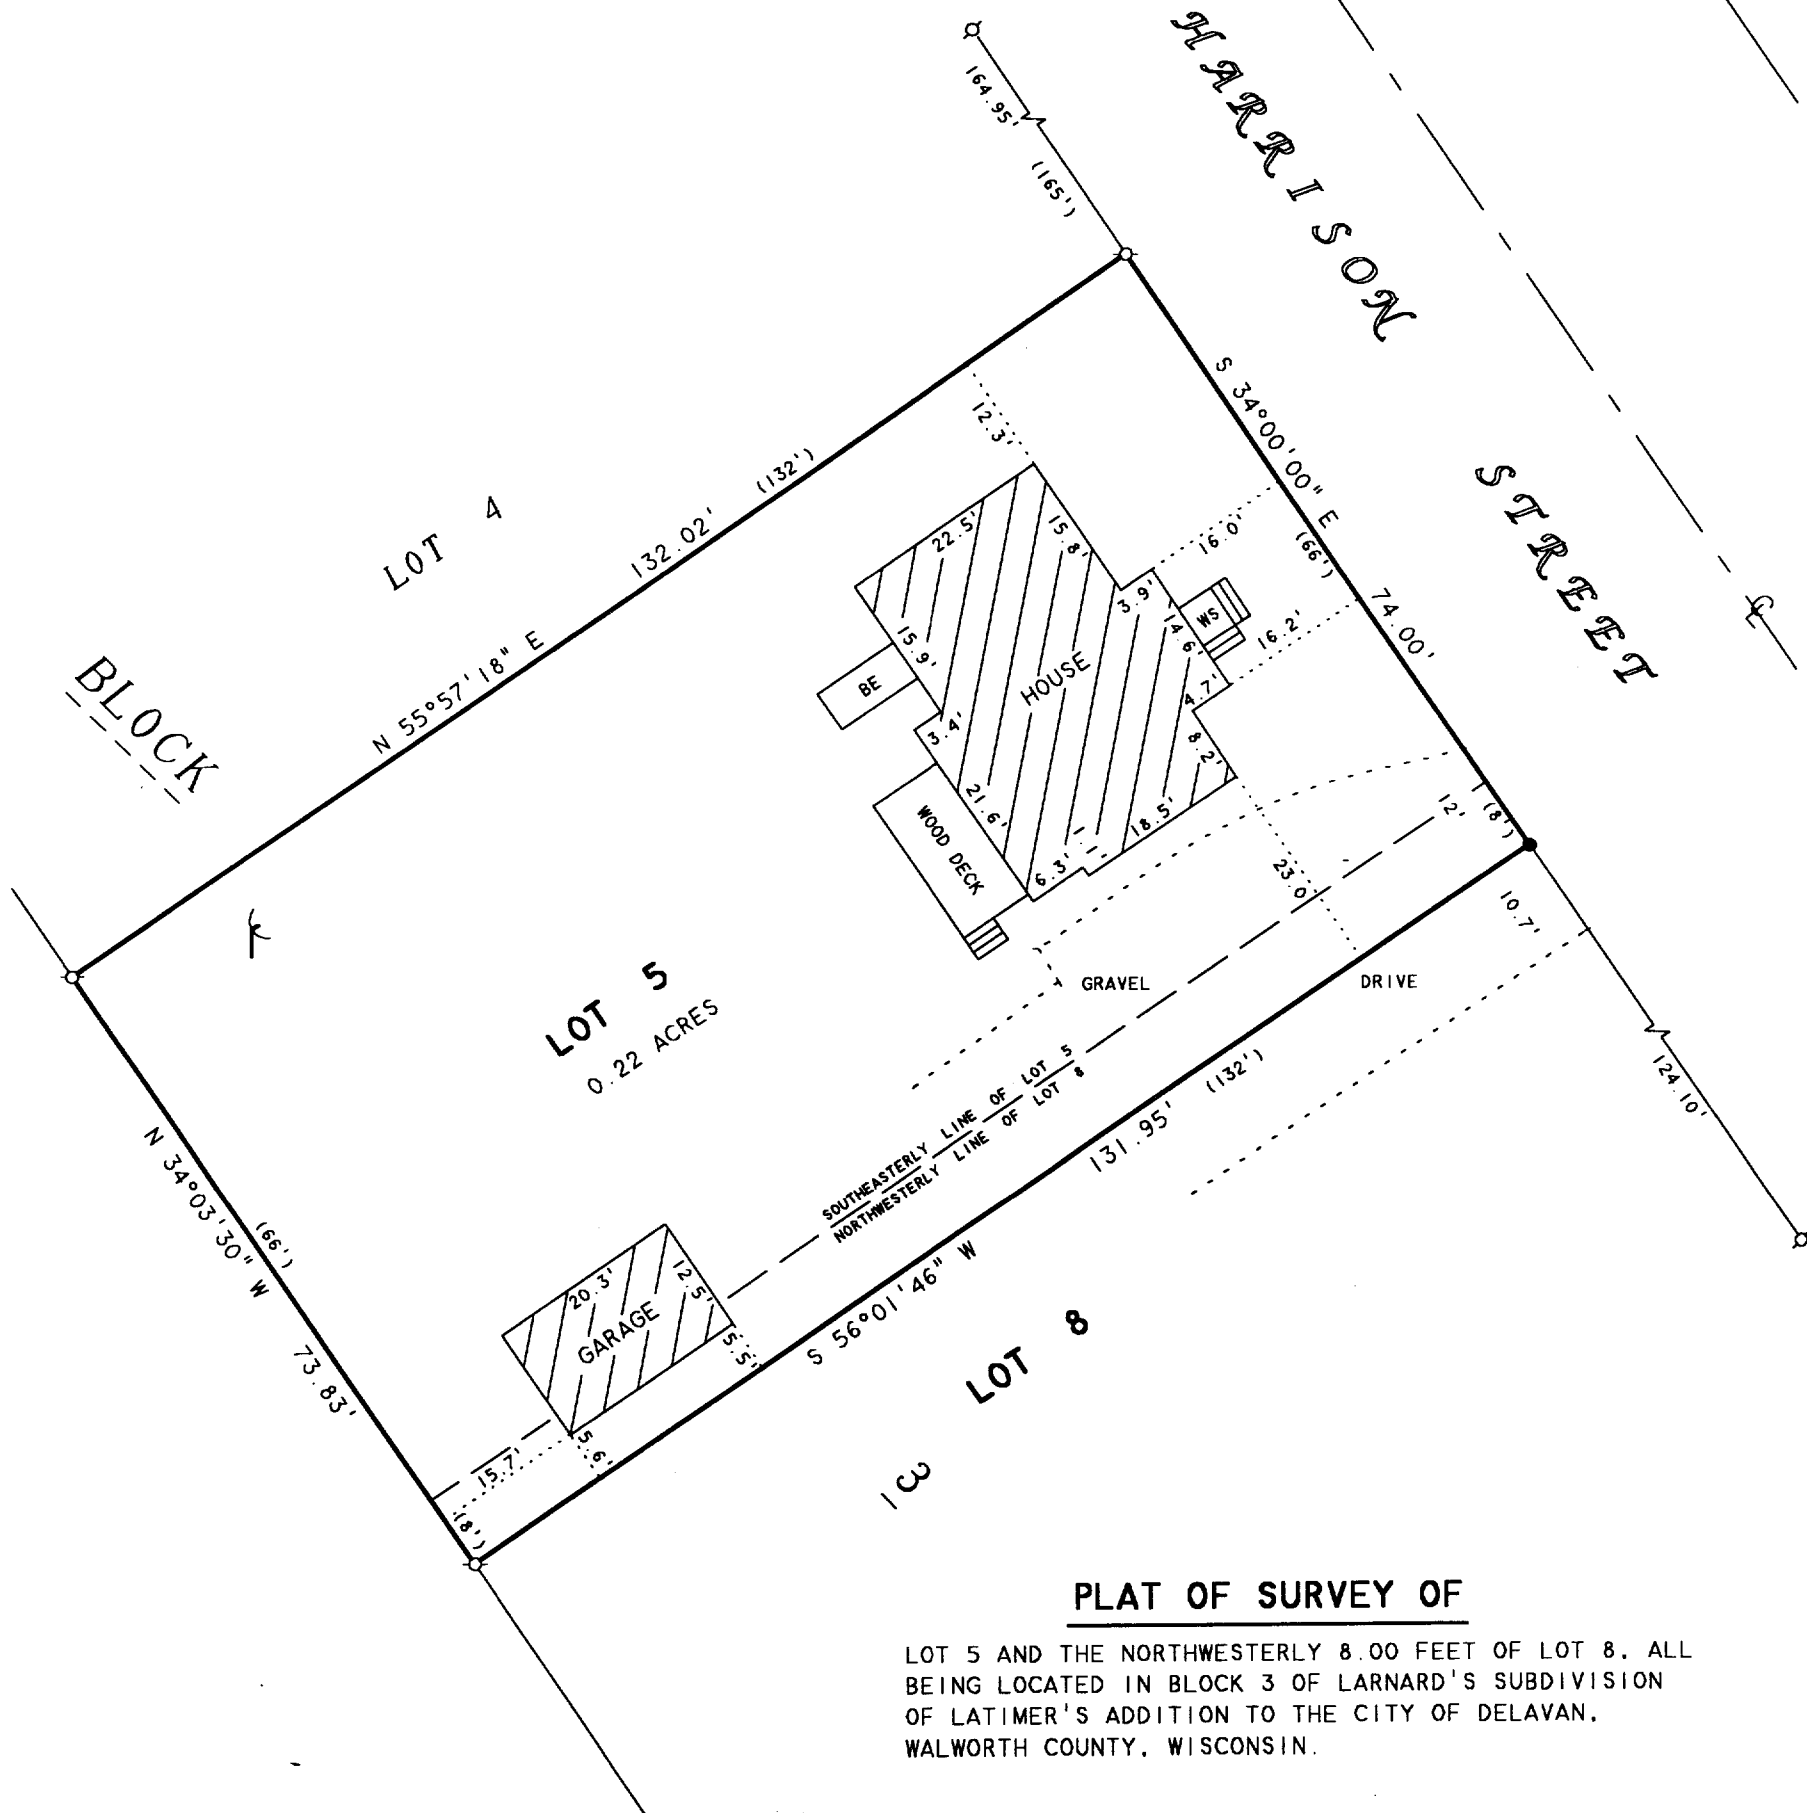 HARRISON
STREET
℄
164.95'
(165')
S 34°00'00" E
(66')
74.00'
12'
(8')
10.7'
124.10'
LOT 4
N 55°57'18" E
132.02'
(132')
BLOCK
12.3'
22.5'
15.8'
16.0'
3.9'
WS
14.6'
16.2'
4.7'
8.2'
HOUSE
15.9'
BE
3.4'
21.6'
WOOD DECK
6.3'
18.5'
23.0'
GRAVEL DRIVE
LOT 5
0.22 ACRES
SOUTHEASTERLY LINE OF LOT 5
NORTHWESTERLY LINE OF LOT 8
S 56°01'46" W
131.95'
(132')
N 34°03'30" W
(66')
73.83'
20.3'
12.5'
GARAGE
5.5'
5.6'
15.7'
(8')
LOT 8
3
PLAT OF SURVEY OF
LOT 5 AND THE NORTHWESTERLY 8.00 FEET OF LOT 8, ALL
BEING LOCATED IN BLOCK 3 OF LARNARD'S SUBDIVISION
OF LATIMER'S ADDITION TO THE CITY OF DELAVAN,
WALWORTH COUNTY, WISCONSIN.